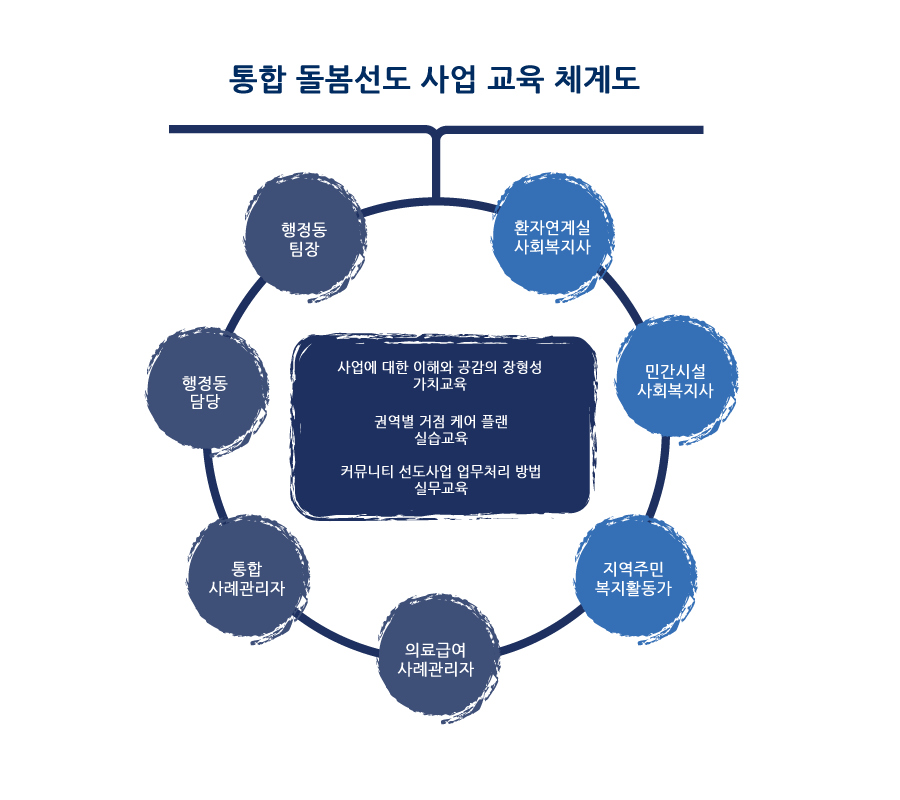 통합 돌봄선도 사업 교육 체계도
행정동
팀장
환자연계실
사회복지사
행정동
담당
민간시설
사회복지사
사업에 대한 이해와 공감의 장형성
가치교육
권역별 거점 케어 플랜
실습교육
커뮤니티 선도사업 업무처리 방법
실무교육
통합
사례관리자
지역주민
복지활동가
의료급여
사례관리자